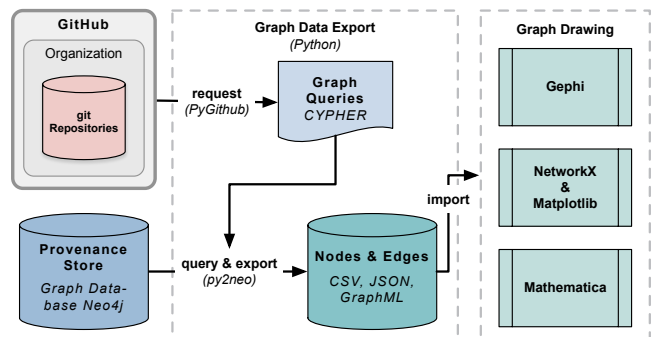 GitHub
Organization
git
Repositories
Graph Data Export
(Python)
request
(PyGithub)
Graph
Queries
CYPHER
Graph Drawing
Gephi
NetworkX
&
Matplotlib
Mathematica
import
Provenance
Store
Graph Data-
base Neo4j
query & export
(py2neo)
Nodes & Edges
CSV, JSON,
GraphML